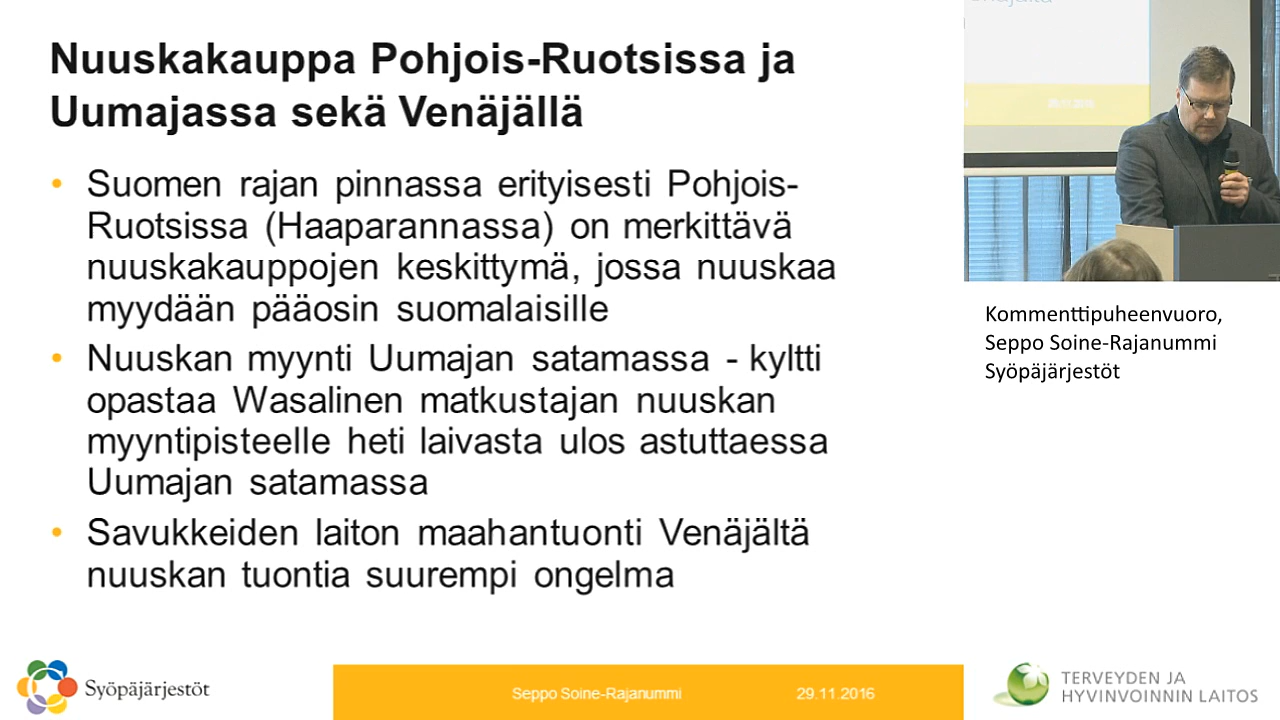 Nuuskakauppa Pohjois-Ruotsissa ja
Uumajassa sekä Venäjällä
• Suomen rajan pinnassa erityisesti Pohjois-
Ruotsissa (Haaparannassa) on merkittävä
nuuskakauppojen keskittymä, jossa nuuskaa
myydään pääosin suomalaisille
• Nuuskan myynti Uumajan satamassa - kyltti
opastaa Wasalinen matkustajan nuuskan
myyntipisteelle heti laivasta ulos astuttaessa
Uumajan satamassa
• Savukkeiden laiton maahantuonti Venäjältä
nuuskan tuontia suurempi ongelma
Kommenttipuheenvuoro,
Seppo Soine-Rajanummi
Syöpäjärjestöt
Syöpäjärjestöt
Seppo Soine-Rajanummi
29.11.2016
TERVEYDEN JA
HYVINVOINNIN LAITOS